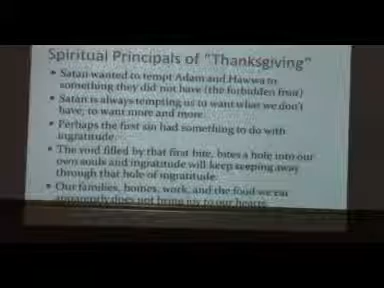 Spiritual Principals of "Thanksgiving"
• Satan wanted to tempt Adam and Hawwa to
something they did not have (the forbidden fruit)
• Satan is always tempting us to want what we don't
have, to want more and more.
• Perhaps the first sin had something to do with
ingratitude.
• The void filled by that first bite, bites a hole into our
own souls and ingratitude will keep seeping away
through that hole of ingratitude.
• Our families, homes, work, and the food we eat
apparently does not bring joy to our hearts.